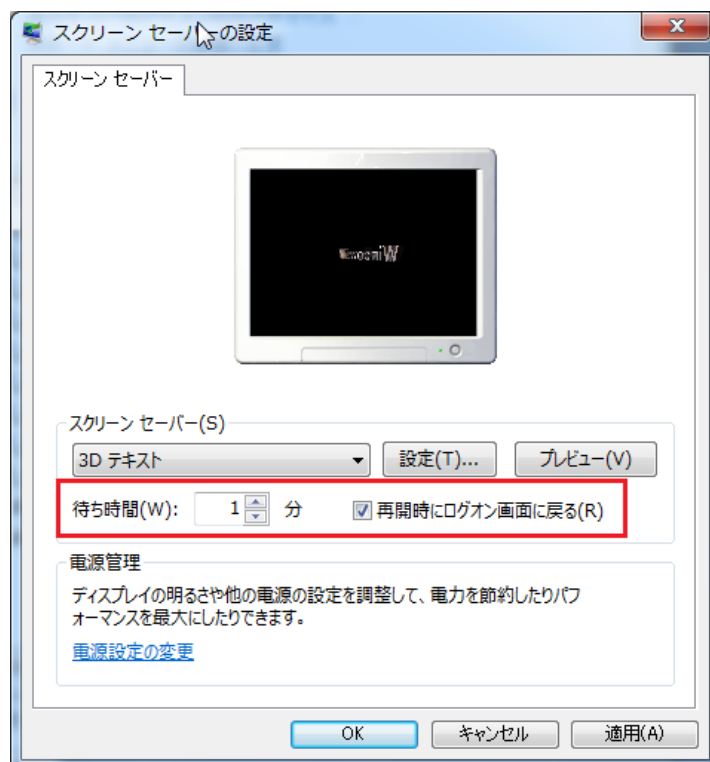 スクリーン セーバーの設定
スクリーン セーバー
スクリーン セーバー(S)
3D テキスト
設定(T)...
プレビュー(V)
待ち時間(W):
1
分
再開時にログオン画面に戻る(R)
電源管理
ディスプレイの明るさや他の電源の設定を調整して、電力を節約したりパフ
ォーマンスを最大にしたりできます。
電源設定の変更
OK
キャンセル
適用(A)